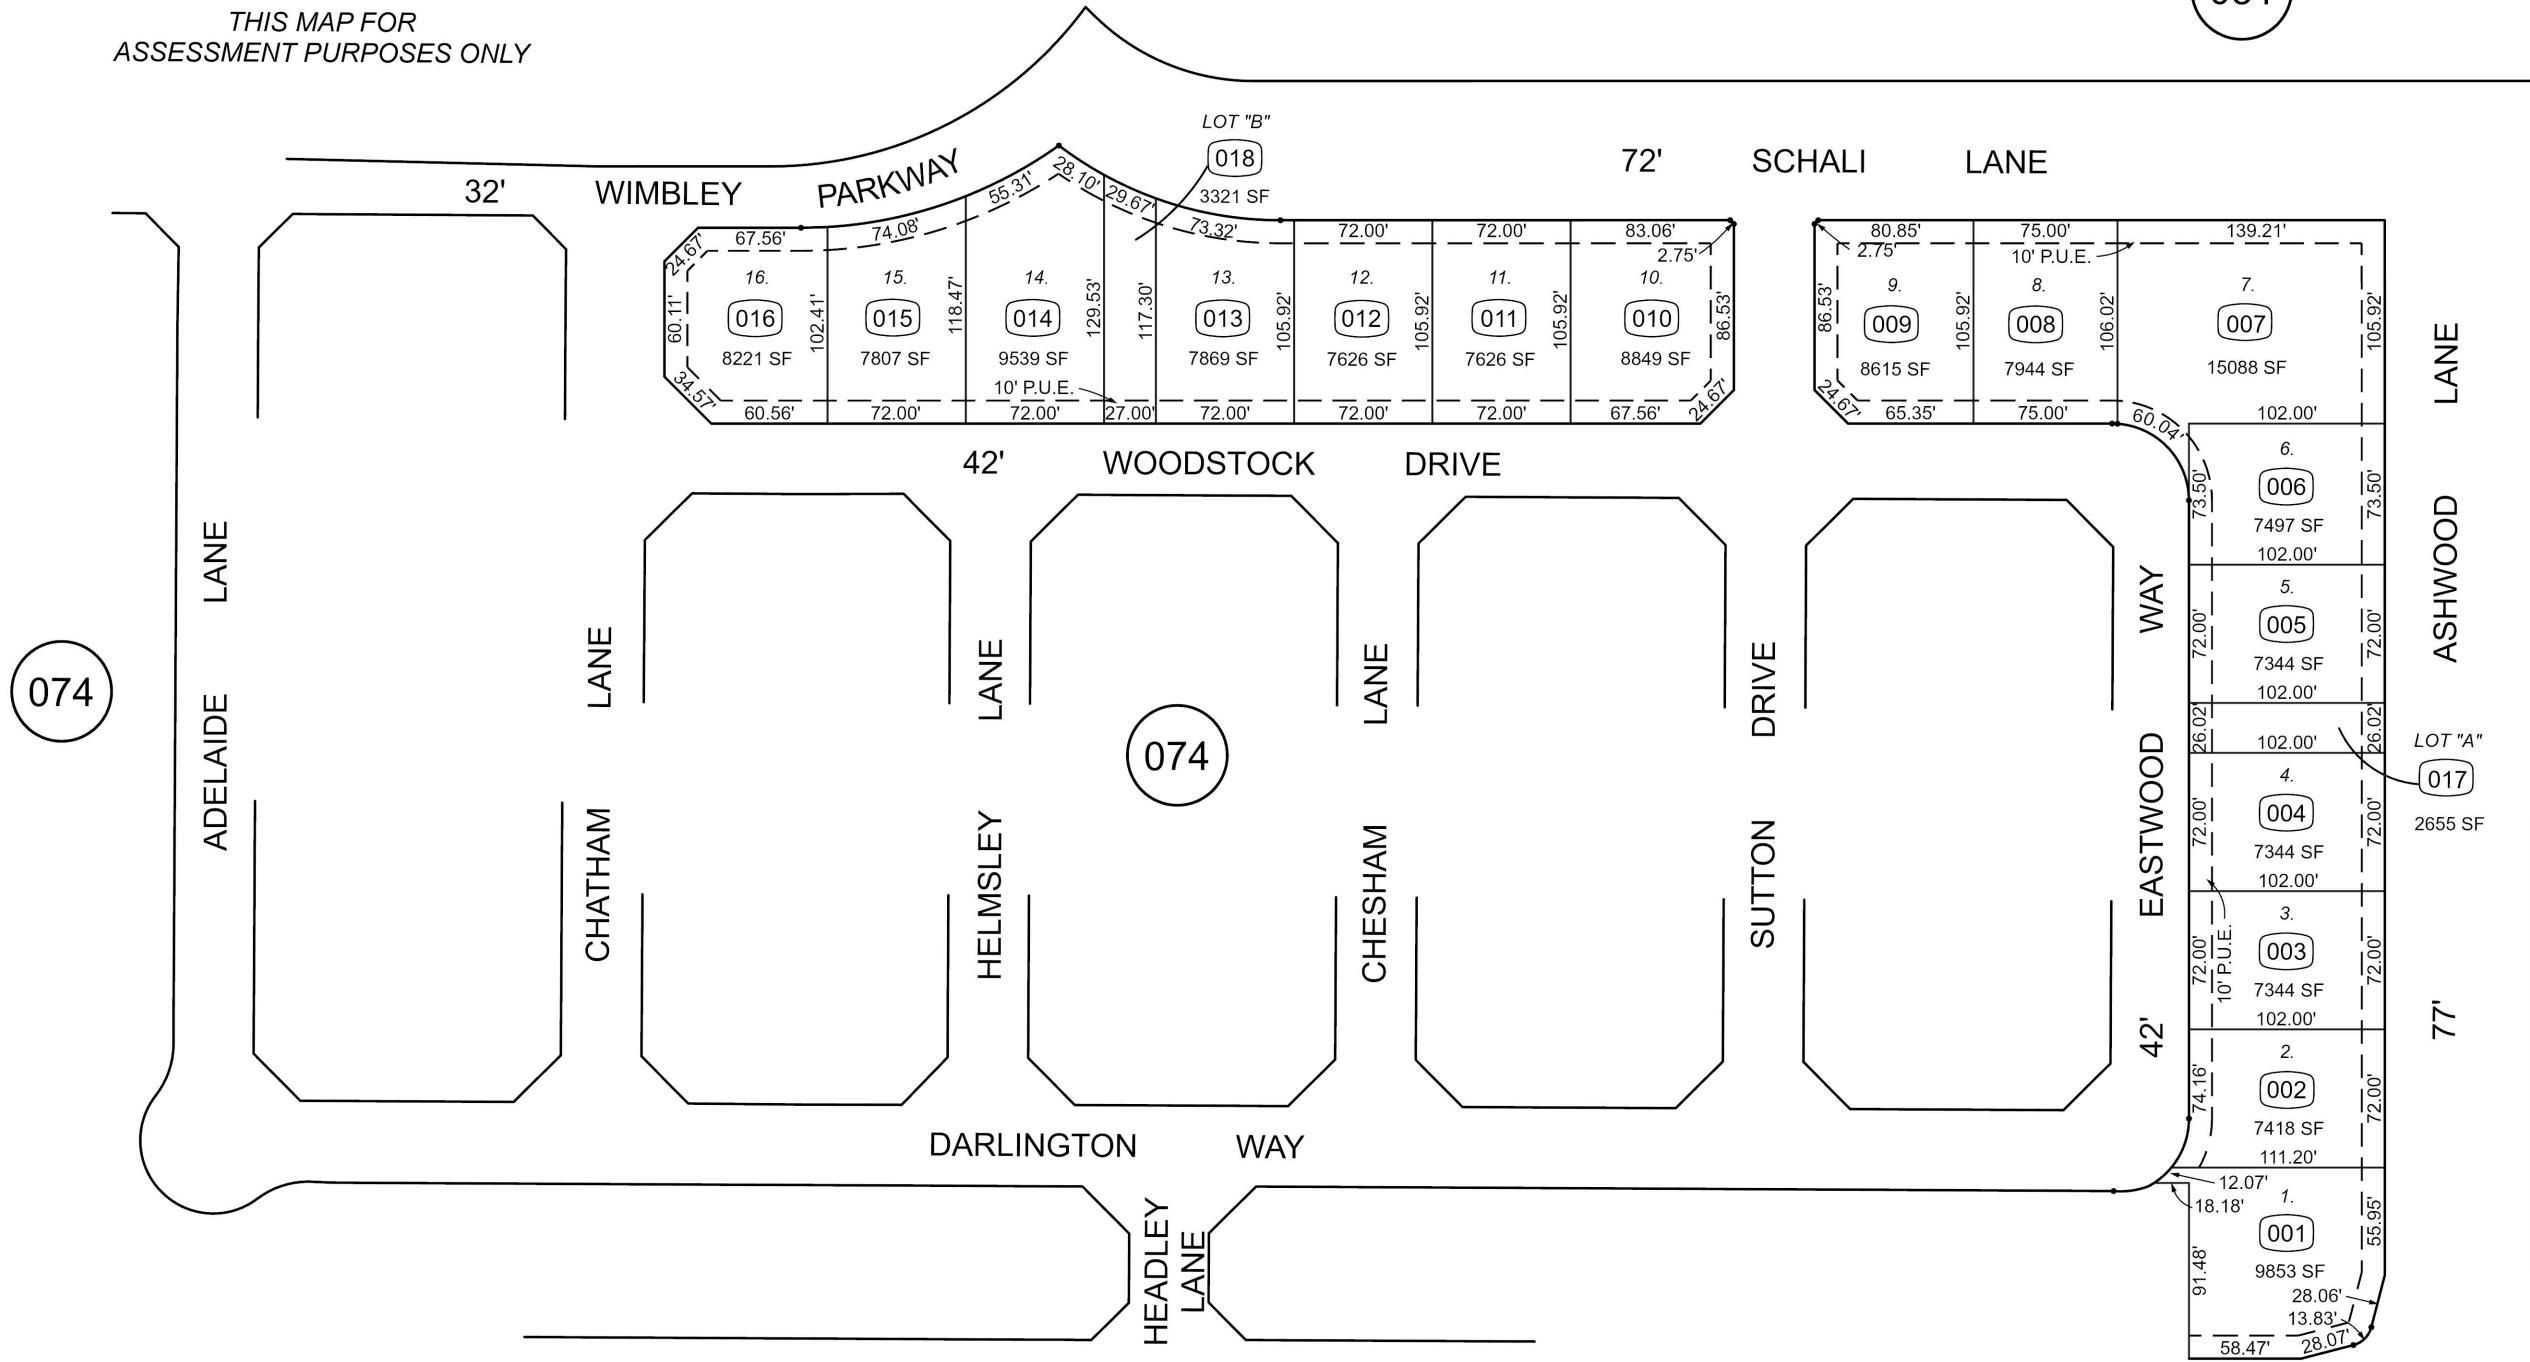 THIS MAP FOR
ASSESSMENT PURPOSES ONLY
LOT "B"
018
3321 SF
32' WIMBLEY PARKWAY
72' SCHALI LANE
24.67'
67.56'
74.08'
55.31'
28.10'
29.67'
73.32'
72.00'
72.00'
83.06'
2.75'
60.11'
16.
016
8221 SF
102.41'
15.
015
7807 SF
118.47'
14.
014
9539 SF
129.53'
117.30'
13.
013
7869 SF
105.92'
12.
012
7626 SF
105.92'
11.
011
7626 SF
105.92'
10.
010
8849 SF
86.53'
10' P.U.E.
34.57'
60.56'
72.00'
72.00'
27.00'
72.00'
72.00'
72.00'
67.56'
24.67'
80.85'
75.00'
139.21'
2.75'
10' P.U.E.
86.53'
9.
009
8615 SF
105.92'
8.
008
7944 SF
106.02'
7.
007
15088 SF
105.92'
24.67'
65.35'
75.00'
60.04'
102.00'
42' WOODSTOCK DRIVE
73.50'
6.
006
7497 SF
73.50'
102.00'
72.00'
5.
005
7344 SF
72.00'
102.00'
26.02'
26.02'
102.00'
LOT "A"
017
2655 SF
72.00'
4.
004
7344 SF
72.00'
102.00'
72.00'
10' P.U.E.
3.
003
7344 SF
72.00'
102.00'
74.16'
2.
002
7418 SF
72.00'
111.20'
12.07'
18.18'
1.
001
9853 SF
55.95'
91.48'
28.06'
13.83'
28.07'
58.47'
074
074
ADELAIDE LANE
CHATHAM LANE
HELMSLEY LANE
CHESHAM LANE
SUTTON DRIVE
42' EASTWOOD WAY
77' ASHWOOD LANE
DARLINGTON WAY
HEADLEY
LANE